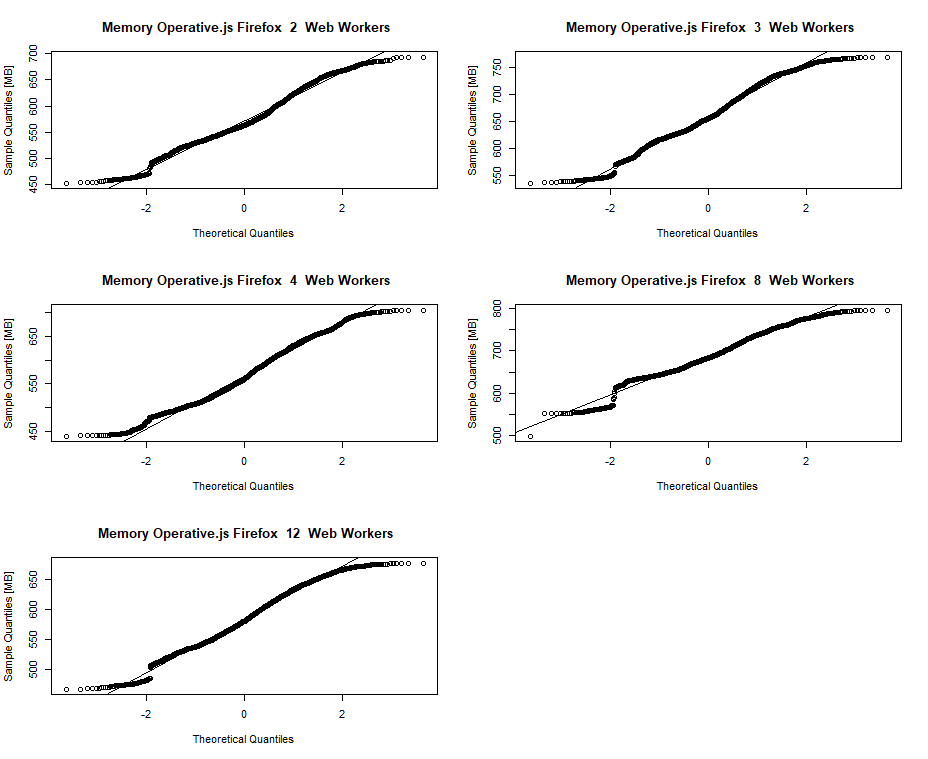 Memory Operative.js Firefox 2 Web Workers
Sample Quantiles [MB]
450 500 550 600 650 700
-2 0 2
Theoretical Quantiles
Memory Operative.js Firefox 3 Web Workers
Sample Quantiles [MB]
550 600 650 700 750
-2 0 2
Theoretical Quantiles
Memory Operative.js Firefox 4 Web Workers
Sample Quantiles [MB]
450 550 650
-2 0 2
Theoretical Quantiles
Memory Operative.js Firefox 8 Web Workers
Sample Quantiles [MB]
500 600 700 800
-2 0 2
Theoretical Quantiles
Memory Operative.js Firefox 12 Web Workers
Sample Quantiles [MB]
500 550 600 650
-2 0 2
Theoretical Quantiles